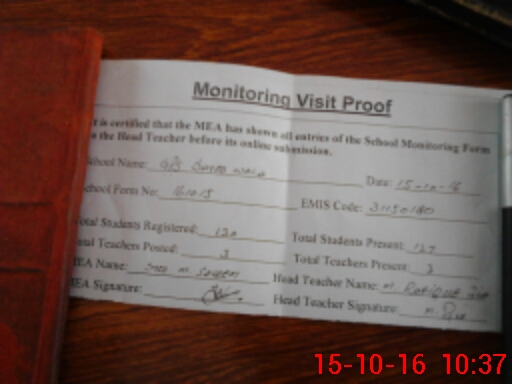 Monitoring Visit Proof
is certified that the MEA has shown all entries of the School Monitoring Form
the Head Teacher before its online submission.
School Name: G/S
Date: 15-10-16
School Form No: 161015
EMIS Code:
Total Students Registered: 130
Total Students Present: 127
Total Teachers Posted: 3
Total Teachers Present: 3
MEA Name: M. Saleem
Head Teacher Name: M.
MEA Signature:
Head Teacher Signature: M.
15-10-16 10:37